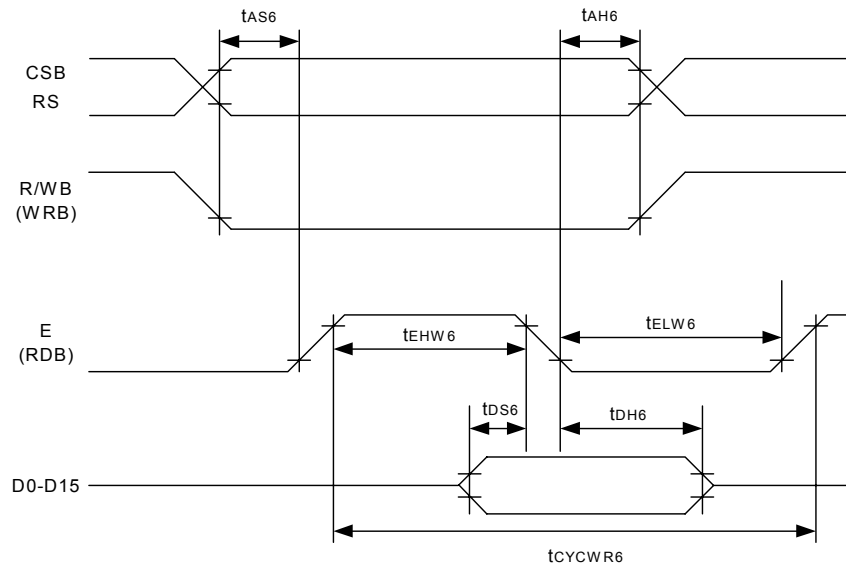 tAS6
tAH6
CSB
RS
R/WB
(WRB)
E
(RDB)
tEHW6
tELW6
tDS6
tDH6
D0-D15
tCYCWR6